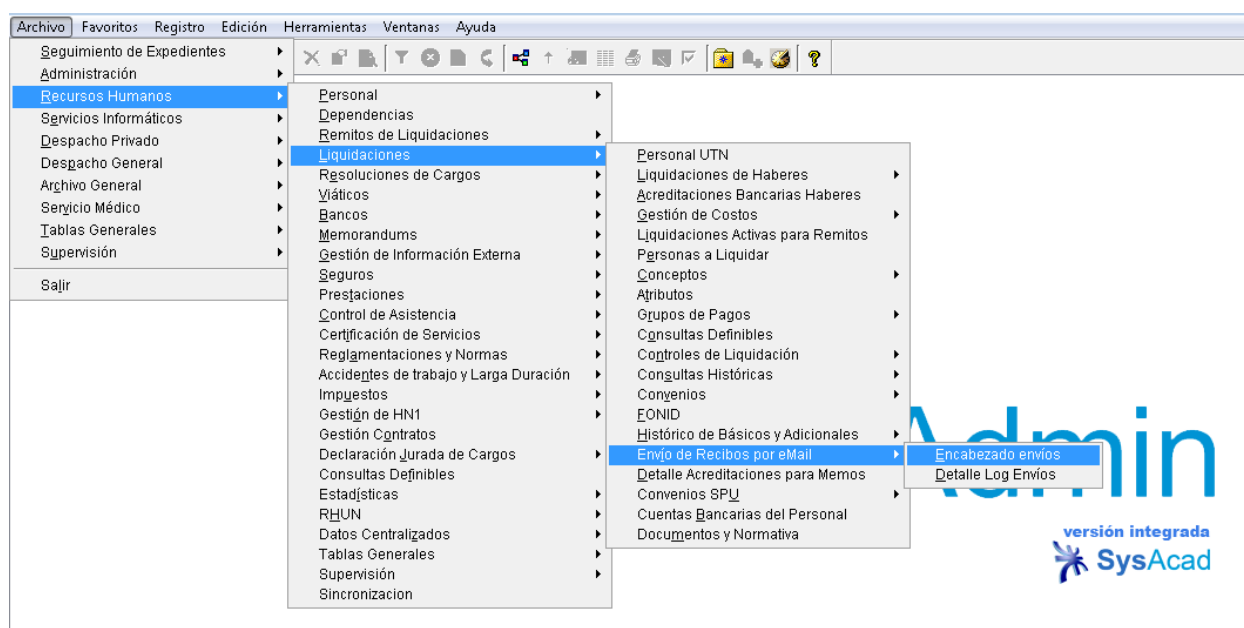 Archivo Favoritos Registro Edición Herramientas Ventanas Ayuda
Seguimiento de Expedientes
Administración
Recursos Humanos
Servicios Informáticos
Despacho Privado
Despacho General
Archivo General
Servicio Médico
Tablas Generales
Supervisión
Salir
Personal
Dependencias
Remitos de Liquidaciones
Liquidaciones
Resoluciones de Cargos
Viáticos
Bancos
Memorandums
Gestión de Información Externa
Seguros
Prestaciones
Control de Asistencia
Certificación de Servicios
Reglamentaciones y Normas
Accidentes de trabajo y Larga Duración
Impuestos
Gestión de HN1
Gestión Contratos
Declaración Jurada de Cargos
Consultas Definibles
Estadísticas
RHUN
Datos Centralizados
Tablas Generales
Supervisión
Sincronizacion
Personal UTN
Liquidaciones de Haberes
Acreditaciones Bancarias Haberes
Gestión de Costos
Liquidaciones Activas para Remitos
Personas a Liquidar
Conceptos
Atributos
Grupos de Pagos
Consultas Definibles
Controles de Liquidación
Consultas Históricas
Convenios
FONID
Histórico de Básicos y Adicionales
Envío de Recibos por eMail
Detalle Acreditaciones para Memos
Convenios SPU
Cuentas Bancarias del Personal
Documentos y Normativa
Encabezado envíos
Detalle Log Envíos
Admin
versión integrada
SysAcad